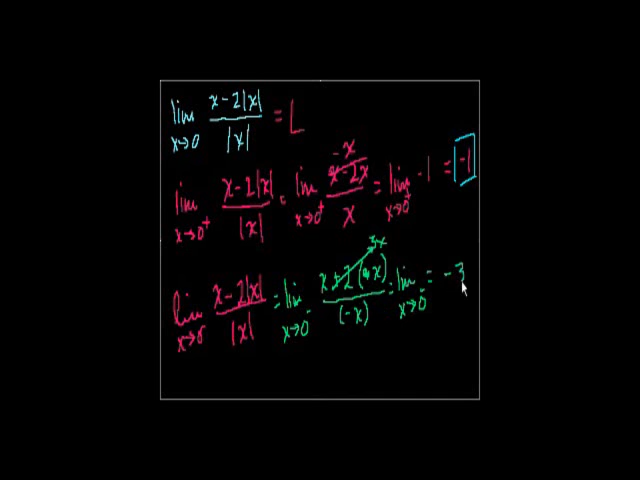 lim x→0 x-2|x| / |x| = L
lim x→0⁺ x-2|x| / |x| = lim x→0⁺ -x x-2x / x = lim x→0⁺ -1 = -1
lim x→0⁻ x-2|x| / |x| = lim x→0⁻ 3x x+2(x) / (-x) = lim x→0⁻ = -3